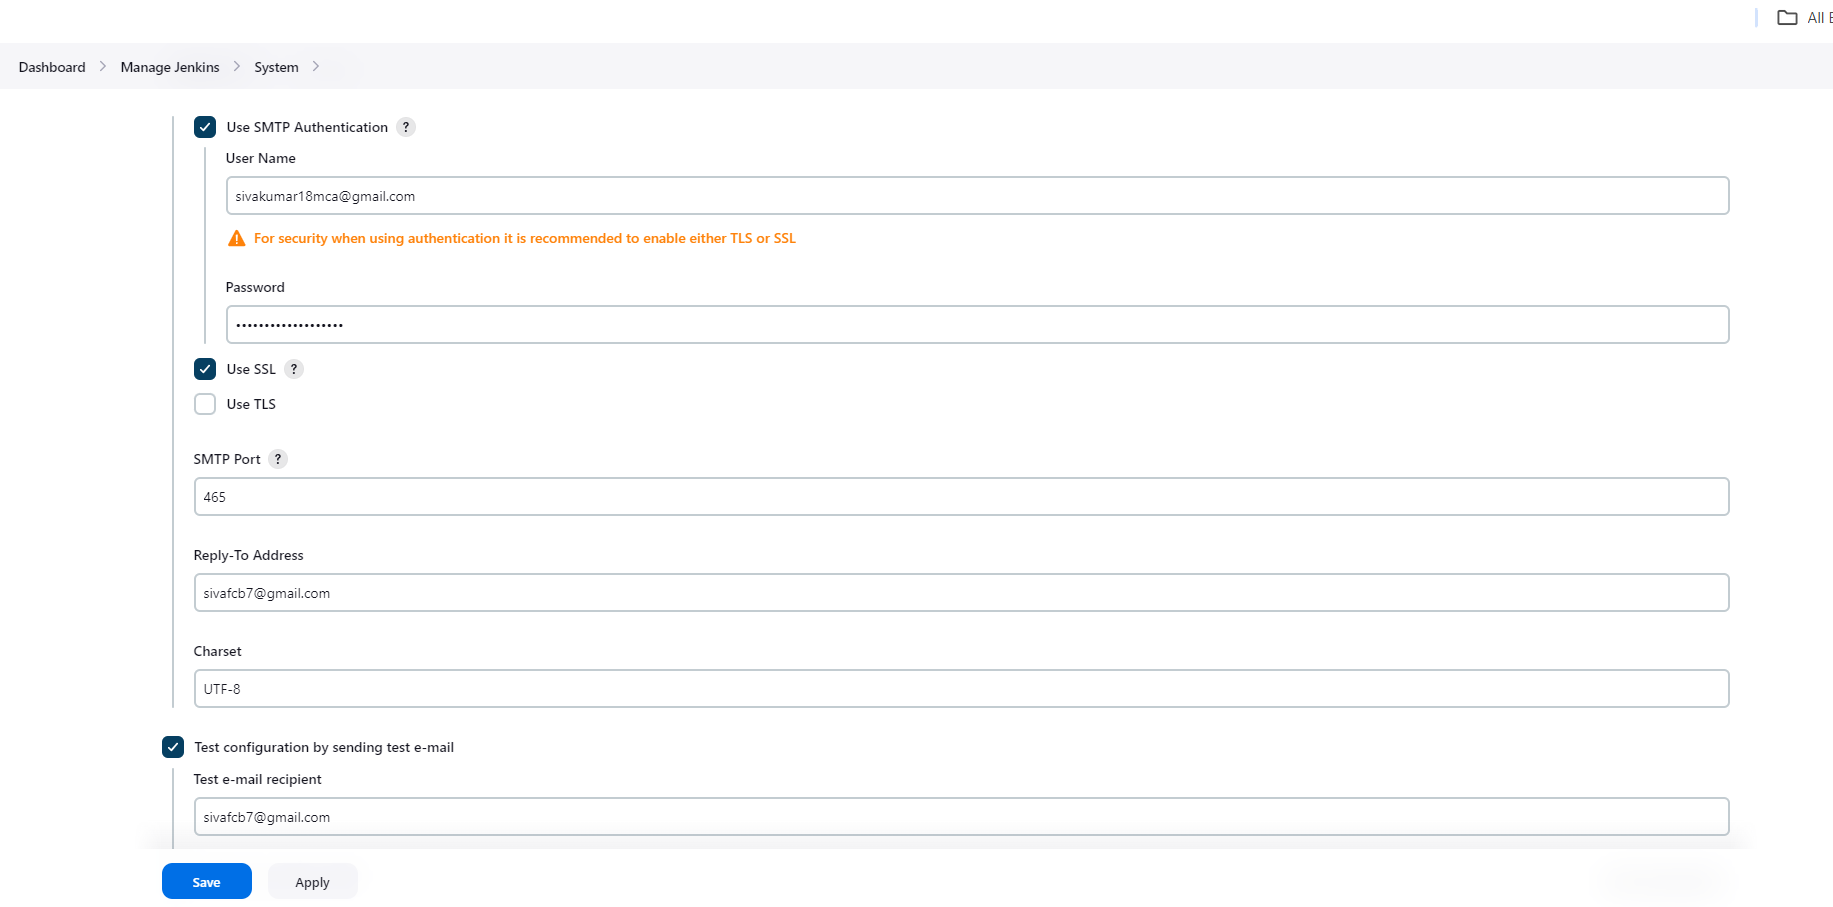 All
Dashboard > Manage Jenkins > System >
Use SMTP Authentication ?
User Name
sivakumar18mca@gmail.com
For security when using authentication it is recommended to enable either TLS or SSL
Password
•••••••••••••••••••
Use SSL ?
Use TLS
SMTP Port ?
465
Reply-To Address
sivafcb7@gmail.com
Charset
UTF-8
Test configuration by sending test e-mail
Test e-mail recipient
sivafcb7@gmail.com
Save Apply